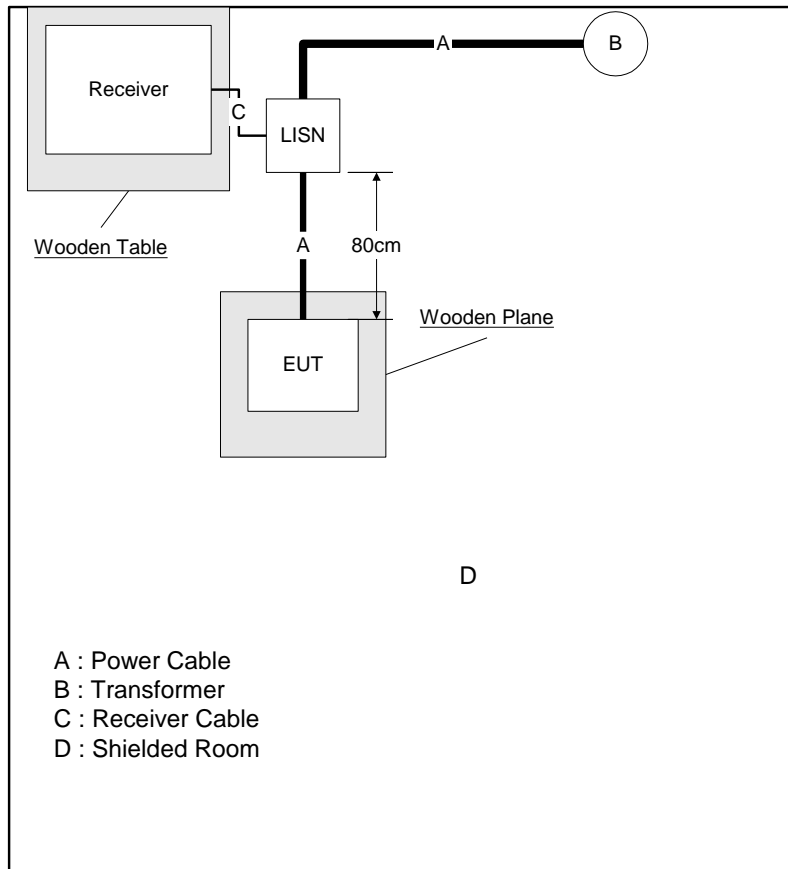 A
B
Receiver
C
LISN
Wooden Table
A
80cm
Wooden Plane
EUT
D
A : Power Cable
B : Transformer
C : Receiver Cable
D : Shielded Room